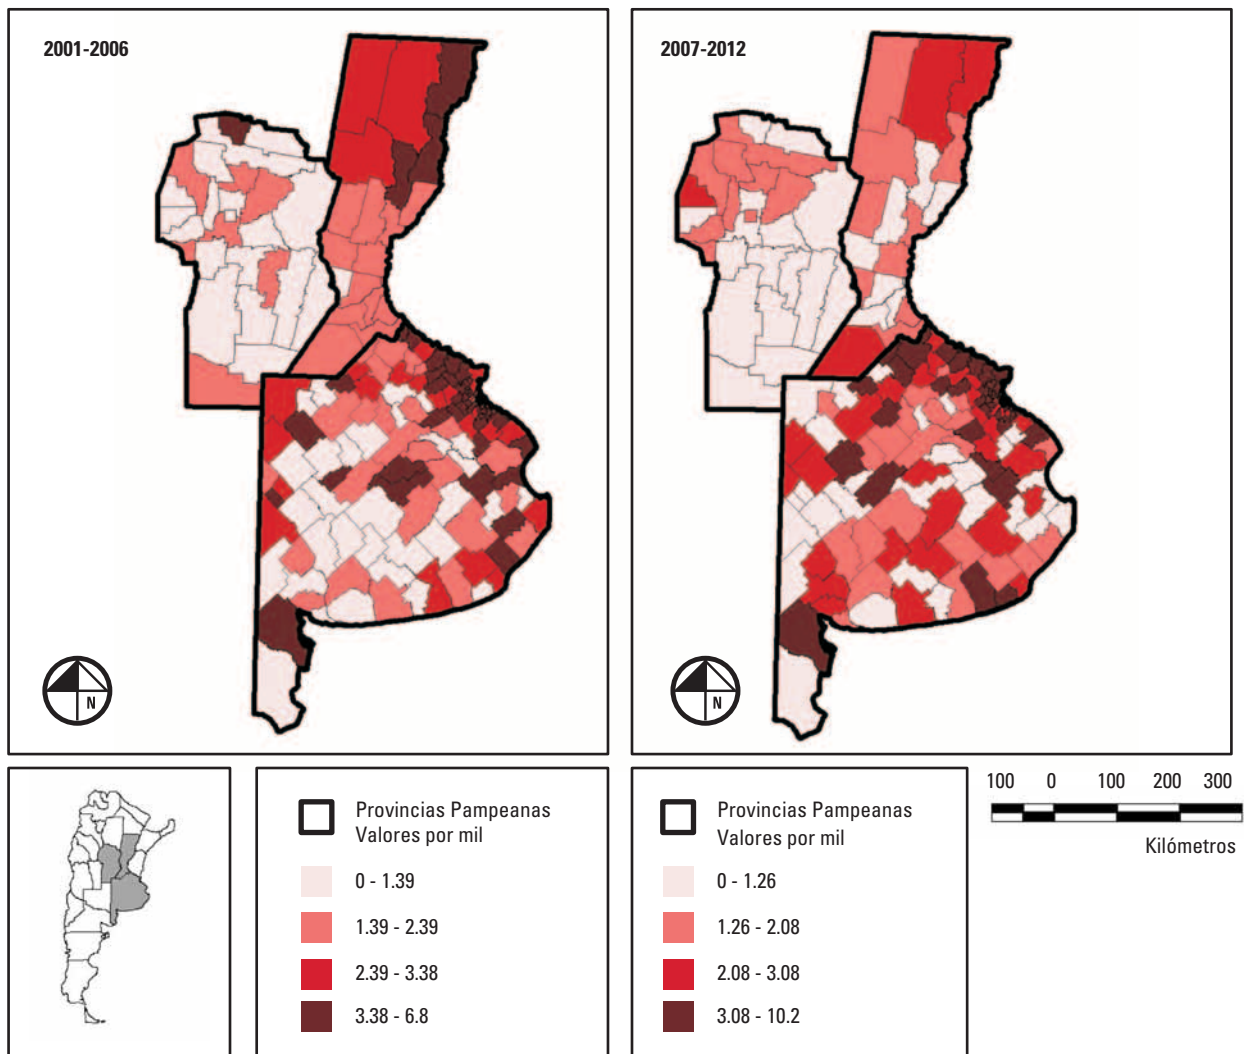 2001-2006
2007-2012
N
N
Provincias Pampeanas
Valores por mil
0 - 1.39
1.39 - 2.39
2.39 - 3.38
3.38 - 6.8
Provincias Pampeanas
Valores por mil
0 - 1.26
1.26 - 2.08
2.08 - 3.08
3.08 - 10.2
100 0 100 200 300
Kilómetros